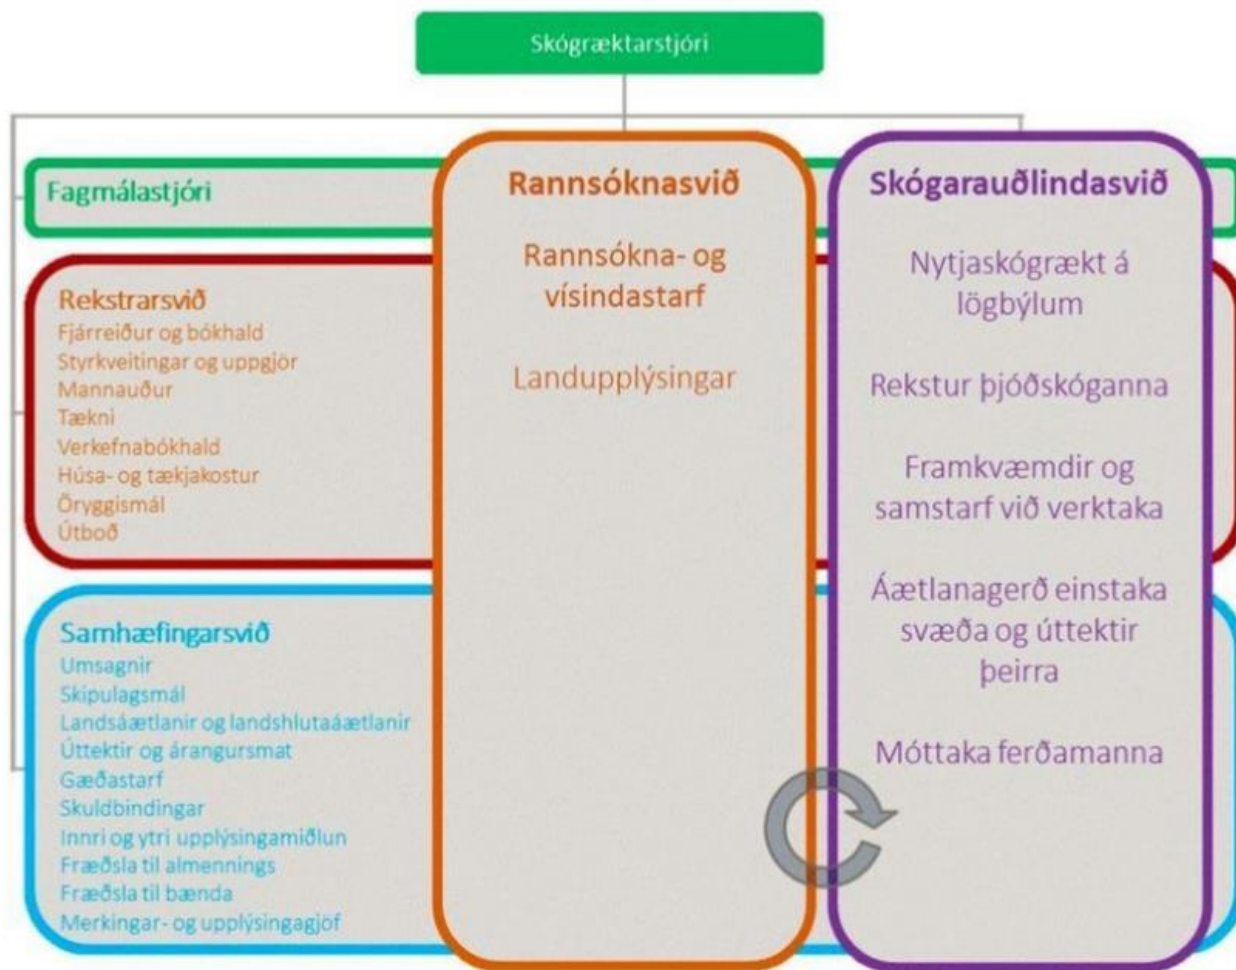 Skógræktarstjóri
Fagmálastjóri
Rekstrarsvið
Fjárreiður og bókhald
Styrkveitingar og uppgjör
Mannauður
Tækni
Verkefnabókhald
Húsa- og tækjakostur
Öryggismál
Útboð
Samhæfingarsvið
Umsagnir
Skipulagsmál
Landsáætlanir og landshlutaáætlanir
Úttektir og árangursmat
Gæðastarf
Skuldbindingar
Innri og ytri upplýsingamiðlun
Fræðsla til almennings
Fræðsla til bænda
Merkingar- og upplýsingagjöf
Rannsóknasvið
Rannsókna- og
vísindastarf
Landupplýsingar
Skógarauðlindasvið
Nytjaskógrækt á
lögbýlum
Rekstur þjóðskóganna
Framkvæmdir og
samstarf við verktaka
Áætlanagerð einstaka
svæða og úttektir
þeirra
Móttaka ferðamanna